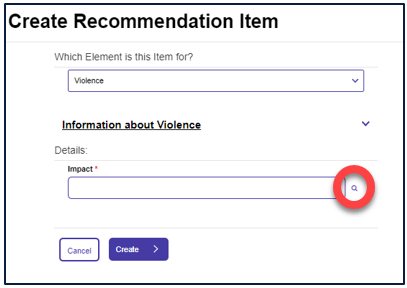 Create Recommendation Item
Which Element is this Item for?
Violence
Information about Violence
Details:
Impact *
Cancel
Create